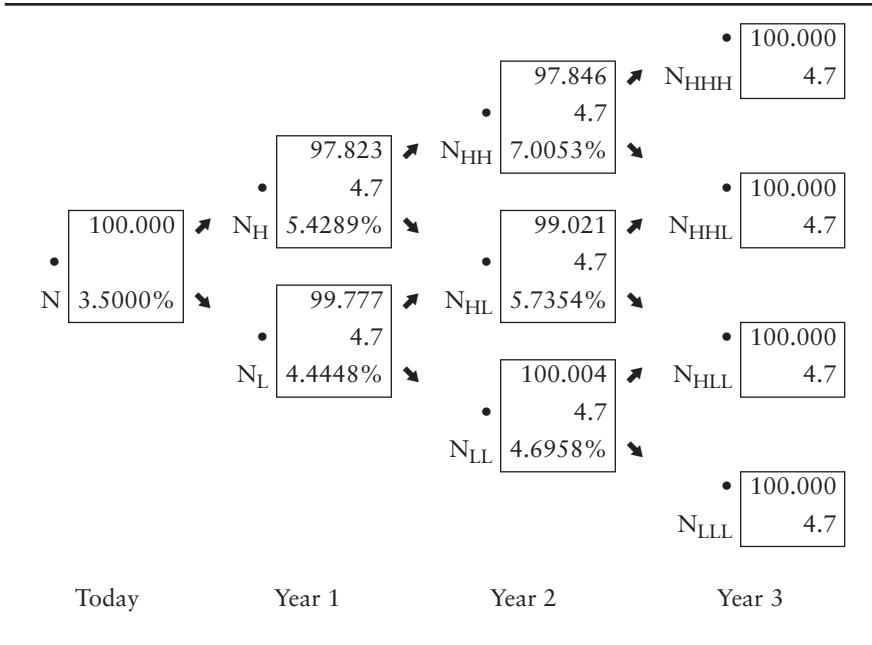 100.000
N 3.5000%
97.823
4.7
N_H 5.4289%
99.777
4.7
N_L 4.4448%
97.846
4.7
N_HH 7.0053%
99.021
4.7
N_HL 5.7354%
100.004
4.7
N_LL 4.6958%
100.000
N_HHH 4.7
100.000
N_HHL 4.7
100.000
N_HLL 4.7
100.000
N_LLL 4.7
Today Year 1 Year 2 Year 3